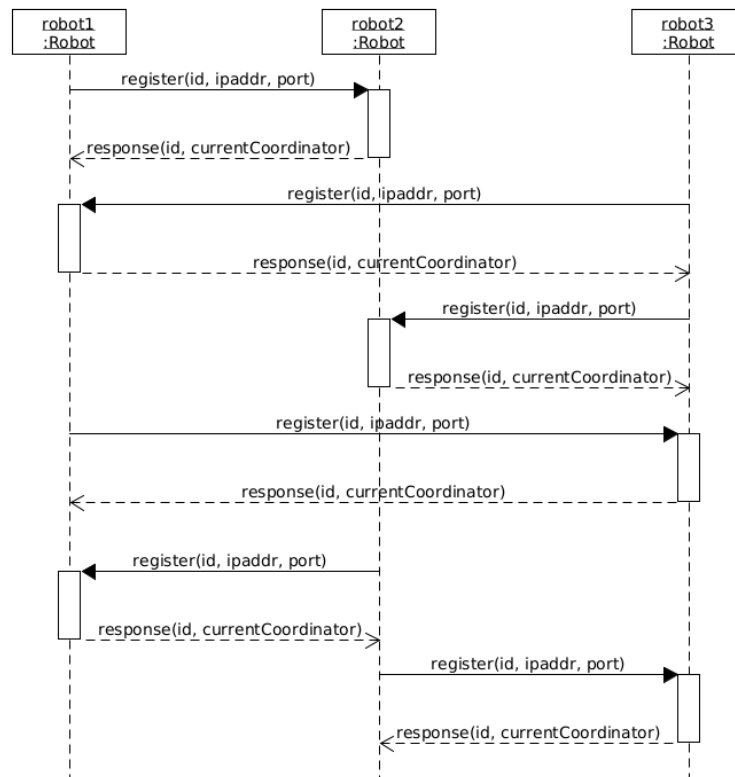 robot1
:Robot
robot2
:Robot
robot3
:Robot
register(id, ipaddr, port)
response(id, currentCoordinator)
register(id, ipaddr, port)
response(id, currentCoordinator)
register(id, ipaddr, port)
response(id, currentCoordinator)
register(id, ipaddr, port)
response(id, currentCoordinator)
register(id, ipaddr, port)
response(id, currentCoordinator)
register(id, ipaddr, port)
response(id, currentCoordinator)